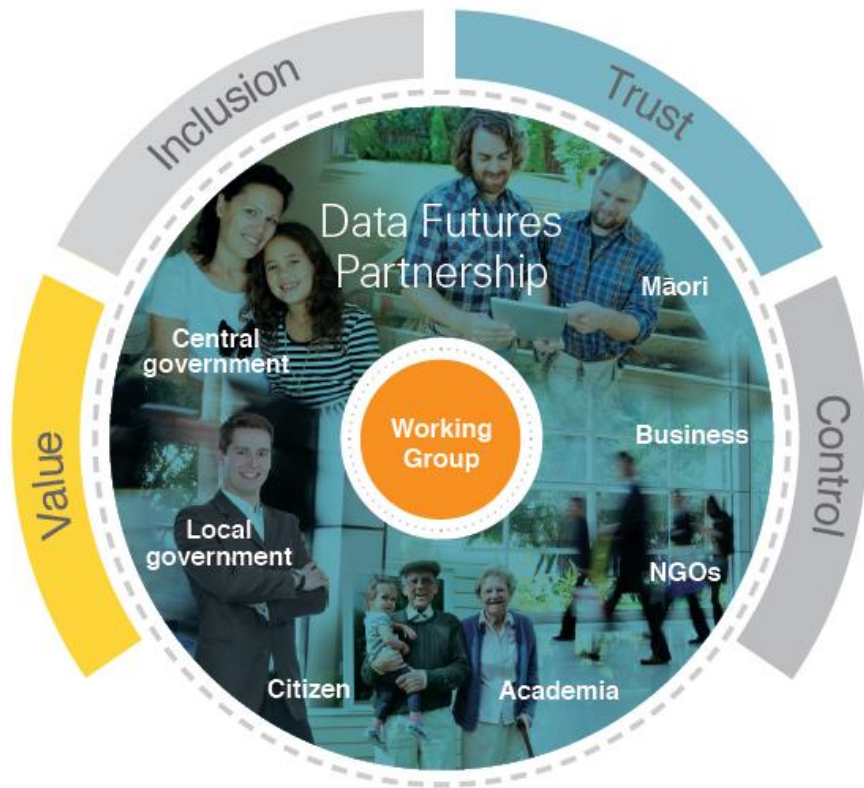 Inclusion
Trust
Value
Control
Data Futures
Partnership
Māori
Central
government
Business
Working
Group
Local
government
NGOs
Citizen
Academia